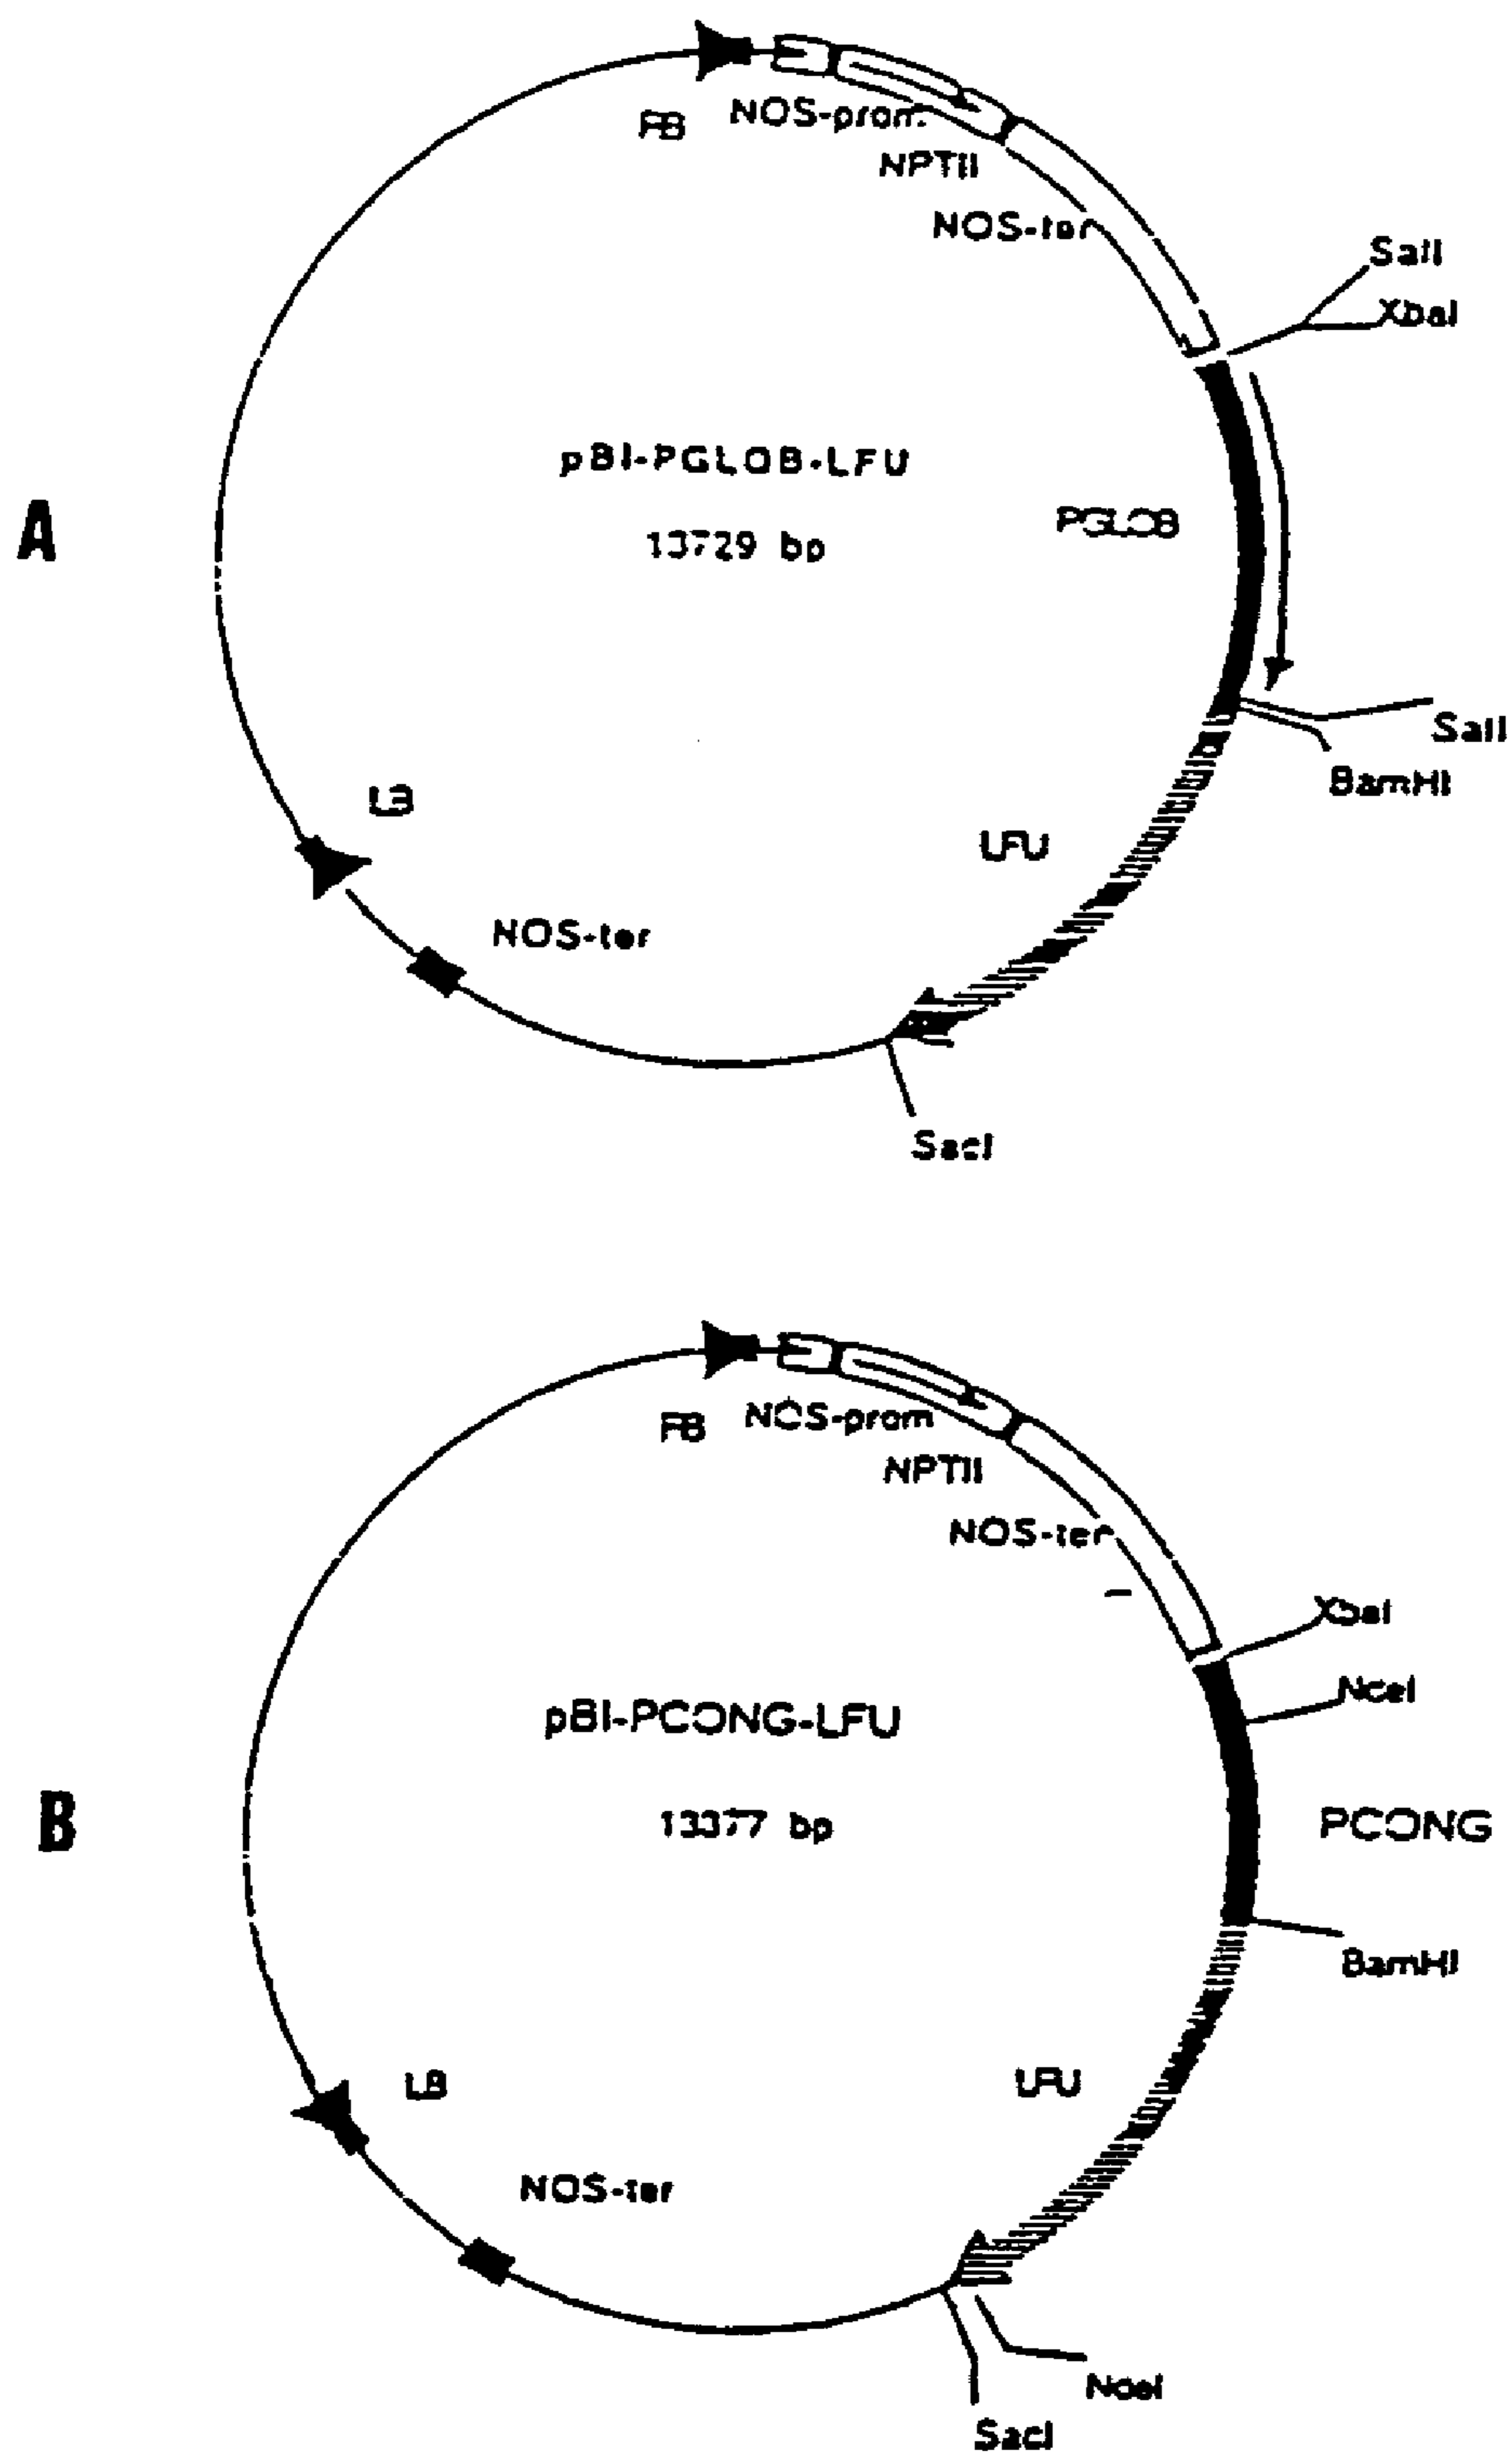 RB
NOS-prom
NPTII
NOS-ter
SalI
XbaI
pBI-PGLOB-LFU
PGLOB
13729 bp
A
SalI
BamHI
LB
LFU
NOS-ter
SacI
RB
NOS-prom
NPTII
NOS-ter
XbaI
pBI-PCONG-LFU
13377 bp
PCONG
B
BamHI
LB
LFU
NOS-ter
SacI